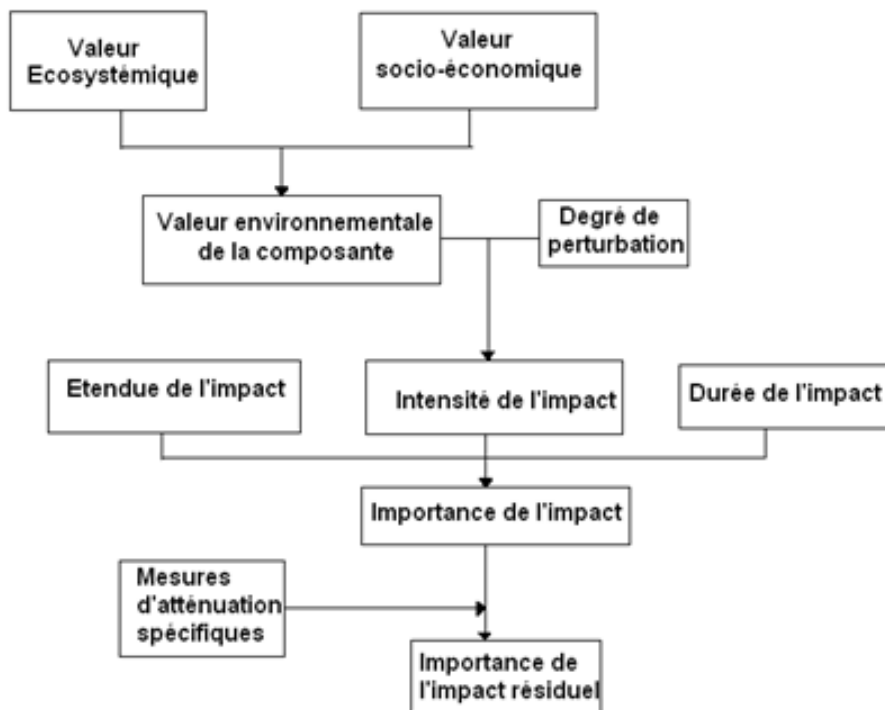 Valeur
Ecosystémique
Valeur
socio-économique
Valeur environnementale
de la composante
Degré de
perturbation
Etendue de l'impact
Intensité de l'impact
Durée de l'impact
Importance de l'impact
Mesures
d'atténuation
spécifiques
Importance de
l'impact résiduel